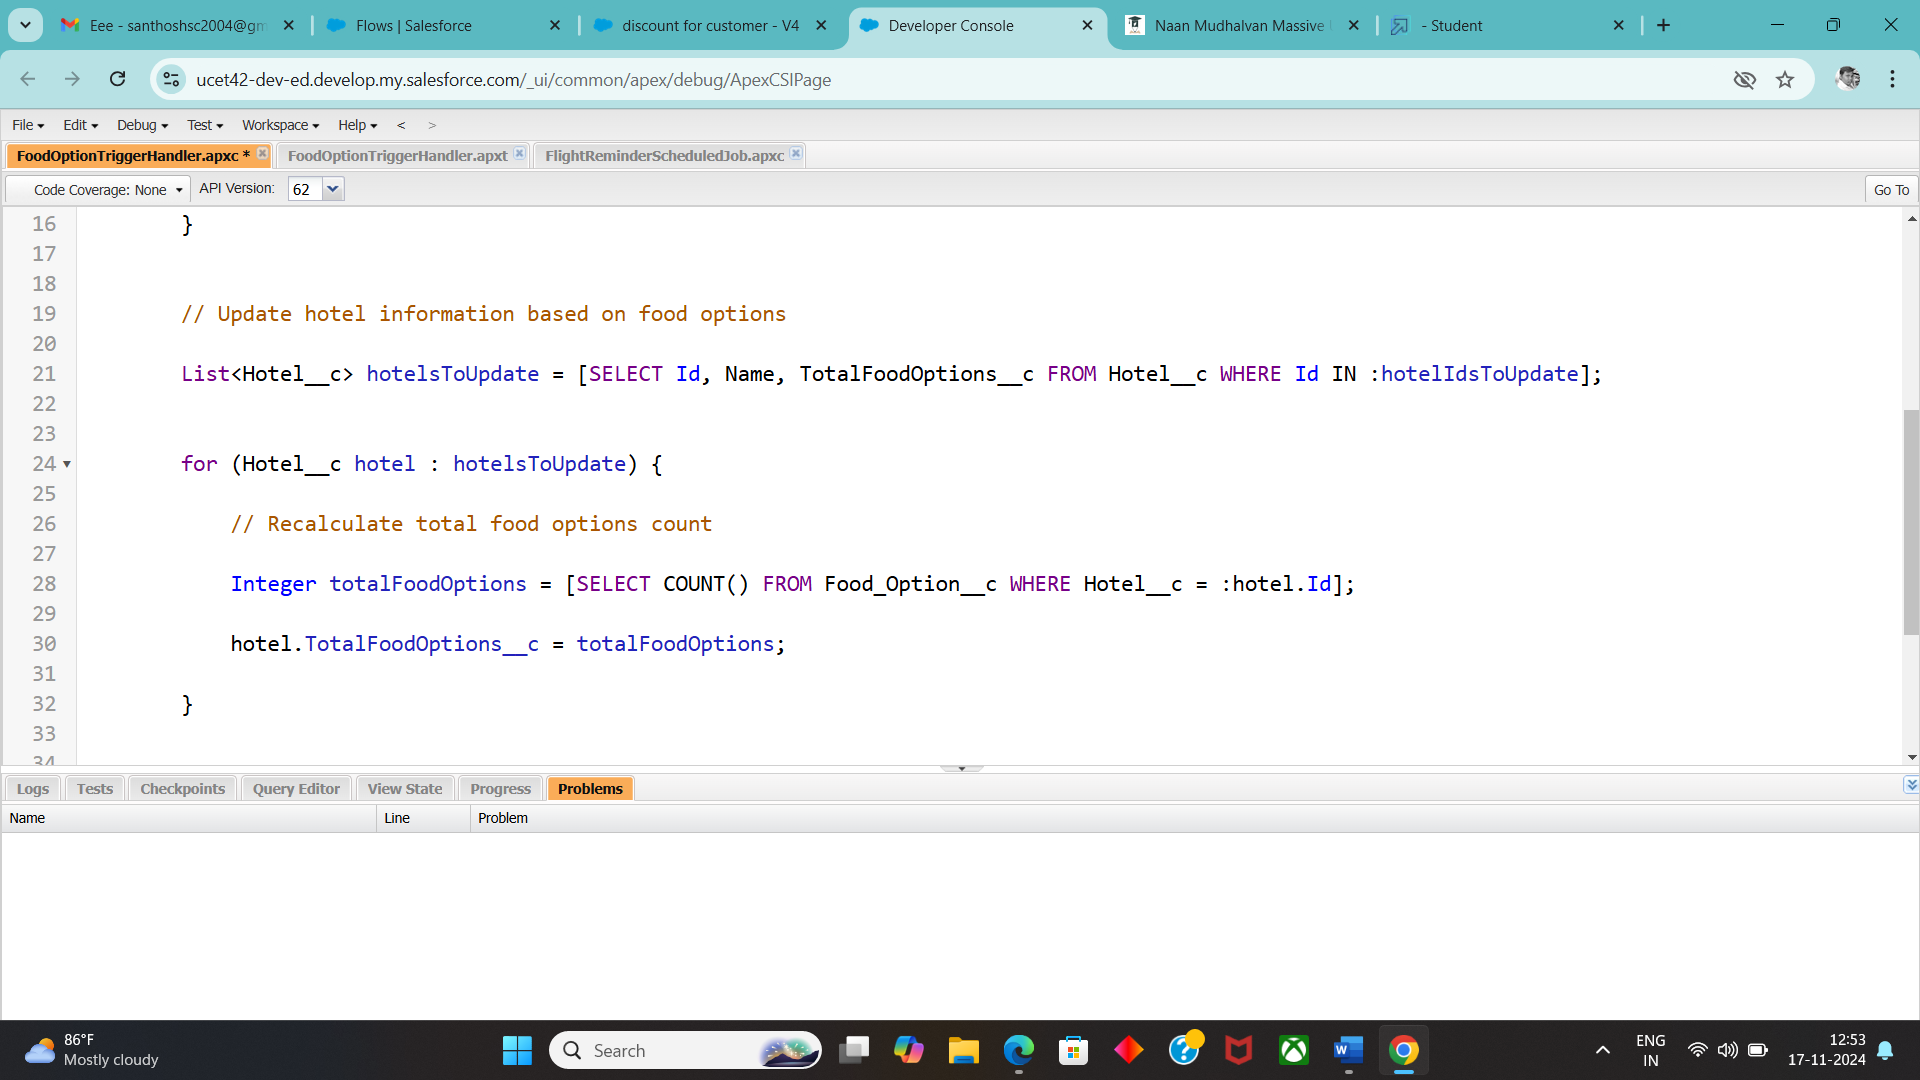 Eee - santhoshsc2004@gm
Flows | Salesforce
discount for customer - V4
Developer Console
Naan Mudhalvan Massive
- Student
ucet42-dev-ed.develop.my.salesforce.com/_ui/common/apex/debug/ApexCSIPage
File Edit Debug Test Workspace Help < >
FoodOptionTriggerHandler.apxc *
FoodOptionTriggerHandler.apxt
FlightReminderScheduledJob.apxc
Code Coverage: None API Version: 62 Go To
16 }
17
18
19 // Update hotel information based on food options
20
21 List<Hotel__c> hotelsToUpdate = [SELECT Id, Name, TotalFoodOptions__c FROM Hotel__c WHERE Id IN :hotelIdsToUpdate];
22
23
24 for (Hotel__c hotel : hotelsToUpdate) {
25
26 // Recalculate total food options count
27
28 Integer totalFoodOptions = [SELECT COUNT() FROM Food_Option__c WHERE Hotel__c = :hotel.Id];
29
30 hotel.TotalFoodOptions__c = totalFoodOptions;
31
32 }
33
34
Logs Tests Checkpoints Query Editor View State Progress Problems
Name Line Problem
86°F
Mostly cloudy
Search
W
ENG
IN
12:53
17-11-2024